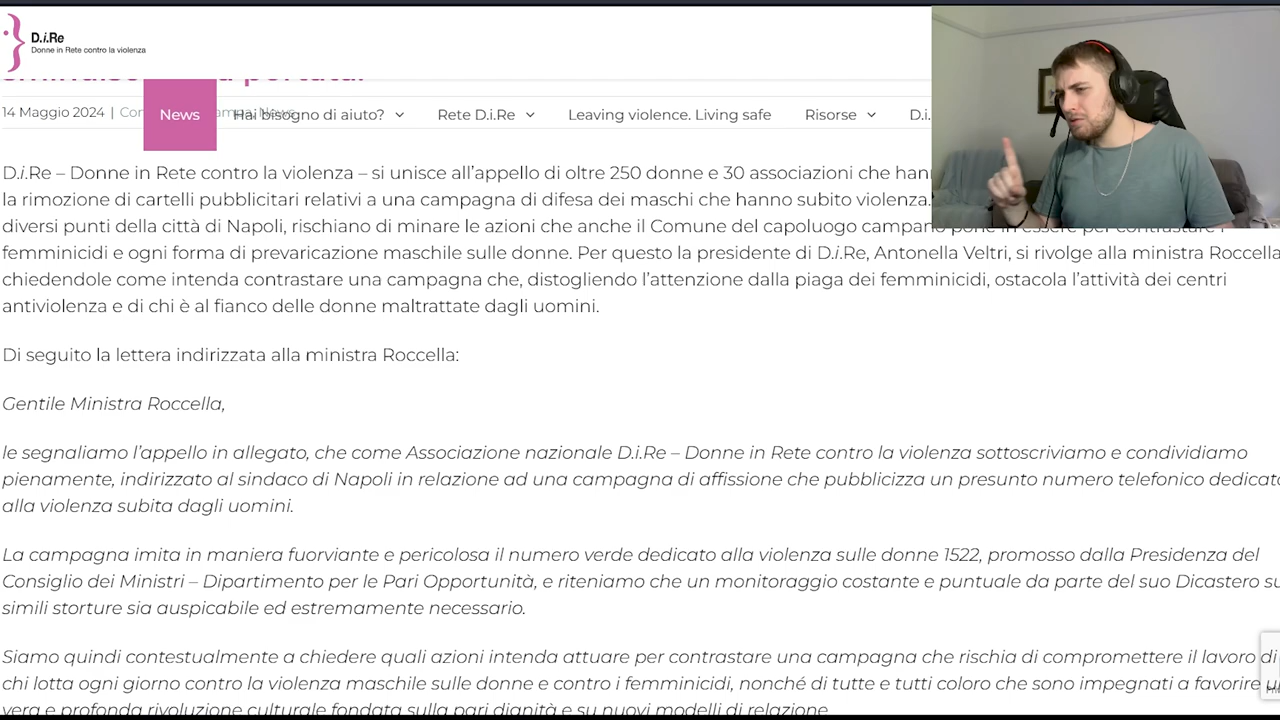 D.i.Re
Donne in Rete contro la violenza
14 Maggio 2024 |
News
Hai bisogno di aiuto?
Rete D.i.Re
Leaving violence. Living safe
Risorse
D.i.
D.i.Re – Donne in Rete contro la violenza – si unisce all’appello di oltre 250 donne e 30 associazioni che
la rimozione di cartelli pubblicitari relativi a una campagna di difesa dei maschi che hanno subito violenza.
diversi punti della città di Napoli, rischiano di minare le azioni che anche il Comune del capoluogo campano pone in essere per contrastare i
femminicidi e ogni forma di prevaricazione maschile sulle donne. Per questo la presidente di D.i.Re, Antonella Veltri, si rivolge alla ministra Roccella
chiedendole come intenda contrastare una campagna che, distogliendo l’attenzione dalla piaga dei femminicidi, ostacola l’attività dei centri
antiviolenza e di chi è al fianco delle donne maltrattate dagli uomini.
Di seguito la lettera indirizzata alla ministra Roccella:
Gentile Ministra Roccella,
le segnaliamo l’appello in allegato, che come Associazione nazionale D.i.Re – Donne in Rete contro la violenza sottoscriviamo e condividiamo
pienamente, indirizzato al sindaco di Napoli in relazione ad una campagna di affissione che pubblicizza un presunto numero telefonico dedicato
alla violenza subita dagli uomini.
La campagna imita in maniera fuorviante e pericolosa il numero verde dedicato alla violenza sulle donne 1522, promosso dalla Presidenza del
Consiglio dei Ministri – Dipartimento per le Pari Opportunità, e riteniamo che un monitoraggio costante e puntuale da parte del suo Dicastero su
simili storture sia auspicabile ed estremamente necessario.
Siamo quindi contestualmente a chiedere quali azioni intenda attuare per contrastare una campagna che rischia di compromettere il lavoro di
chi lotta ogni giorno contro la violenza maschile sulle donne e contro i femminicidi, nonché di tutte e tutti coloro che sono impegnati a favorire
vera e profonda rivoluzione culturale fondata sulla pari dignità e su nuovi modelli di relazione